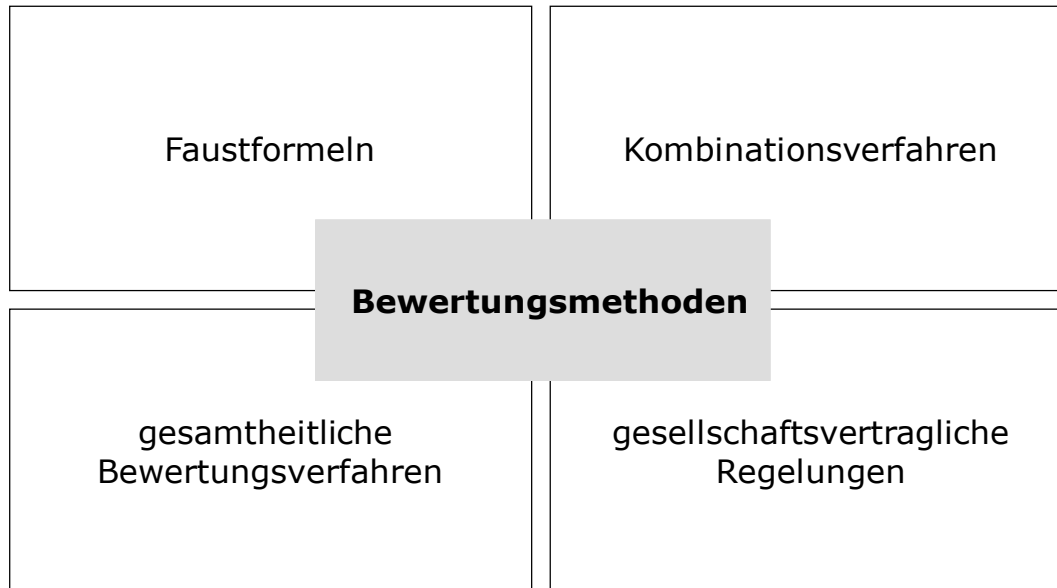 Faustformeln
Kombinationsverfahren
Bewertungsmethoden
gesamtheitliche
Bewertungsverfahren
gesellschaftsvertragliche
Regelungen